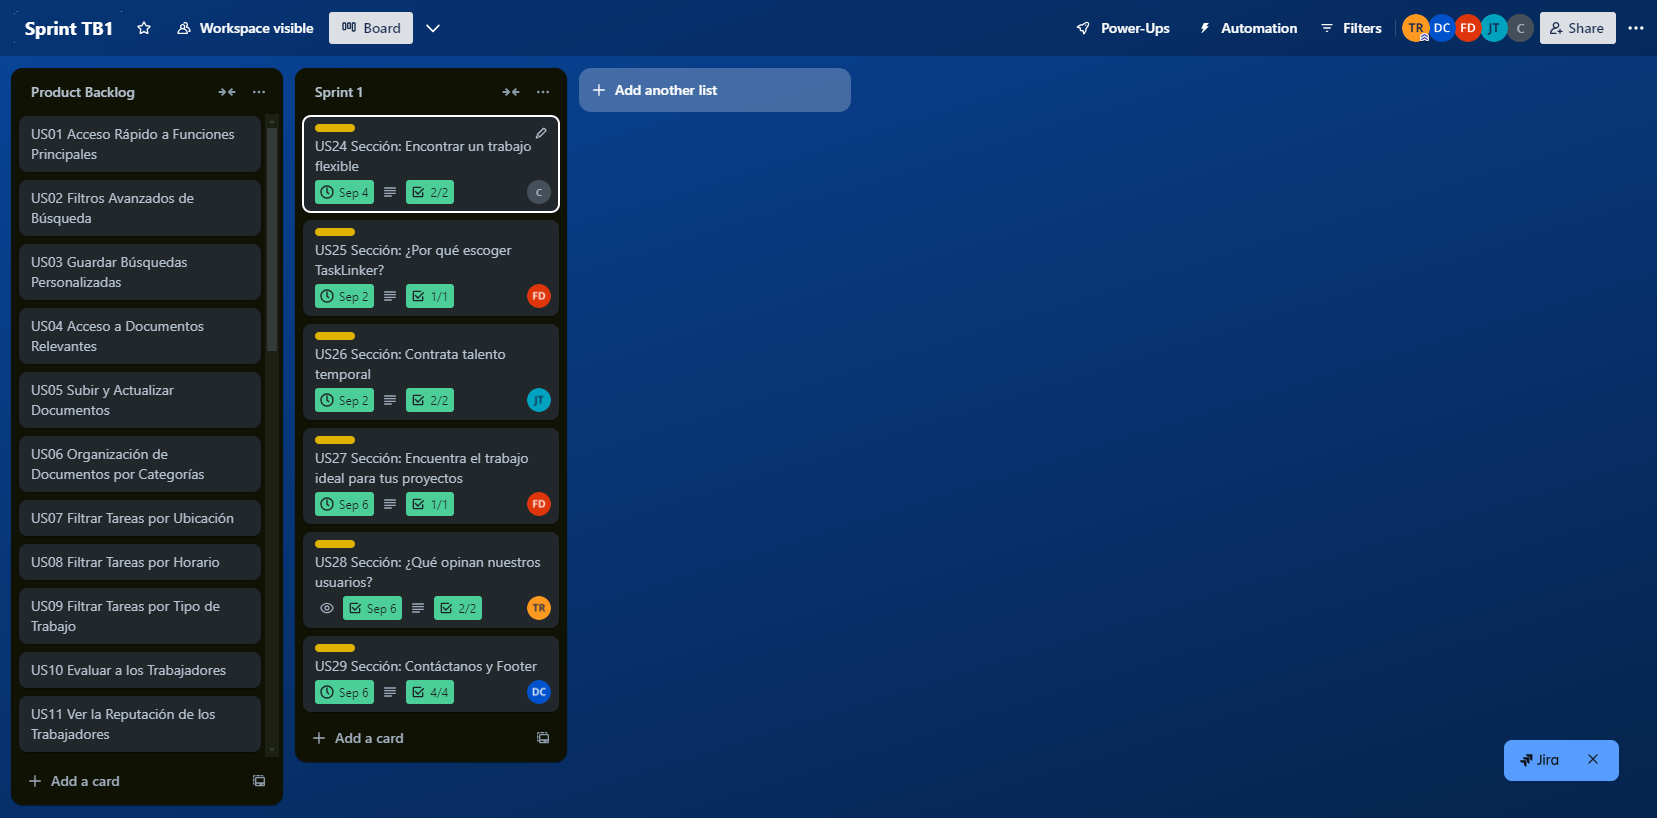 Sprint TB1
Workspace visible
Board
Power-Ups
Automation
Filters
TR
DC
FD
JT
C
Share
Product Backlog
US01 Acceso Rápido a Funciones
Principales
US02 Filtros Avanzados de
Búsqueda
US03 Guardar Búsquedas
Personalizadas
US04 Acceso a Documentos
Relevantes
US05 Subir y Actualizar
Documentos
US06 Organización de
Documentos por Categorías
US07 Filtrar Tareas por Ubicación
US08 Filtrar Tareas por Horario
US09 Filtrar Tareas por Tipo de
Trabajo
US10 Evaluar a los Trabajadores
US11 Ver la Reputación de los
Trabajadores
Add a card
Sprint 1
US24 Sección: Encontrar un trabajo
flexible
Sep 4
2/2
C
US25 Sección: ¿Por qué escoger
TaskLinker?
Sep 2
1/1
FD
US26 Sección: Contrata talento
temporal
Sep 2
2/2
JT
US27 Sección: Encuentra el trabajo
ideal para tus proyectos
Sep 6
1/1
FD
US28 Sección: ¿Qué opinan nuestros
usuarios?
Sep 6
2/2
TR
US29 Sección: Contáctanos y Footer
Sep 6
4/4
DC
Add a card
Add another list
Jira